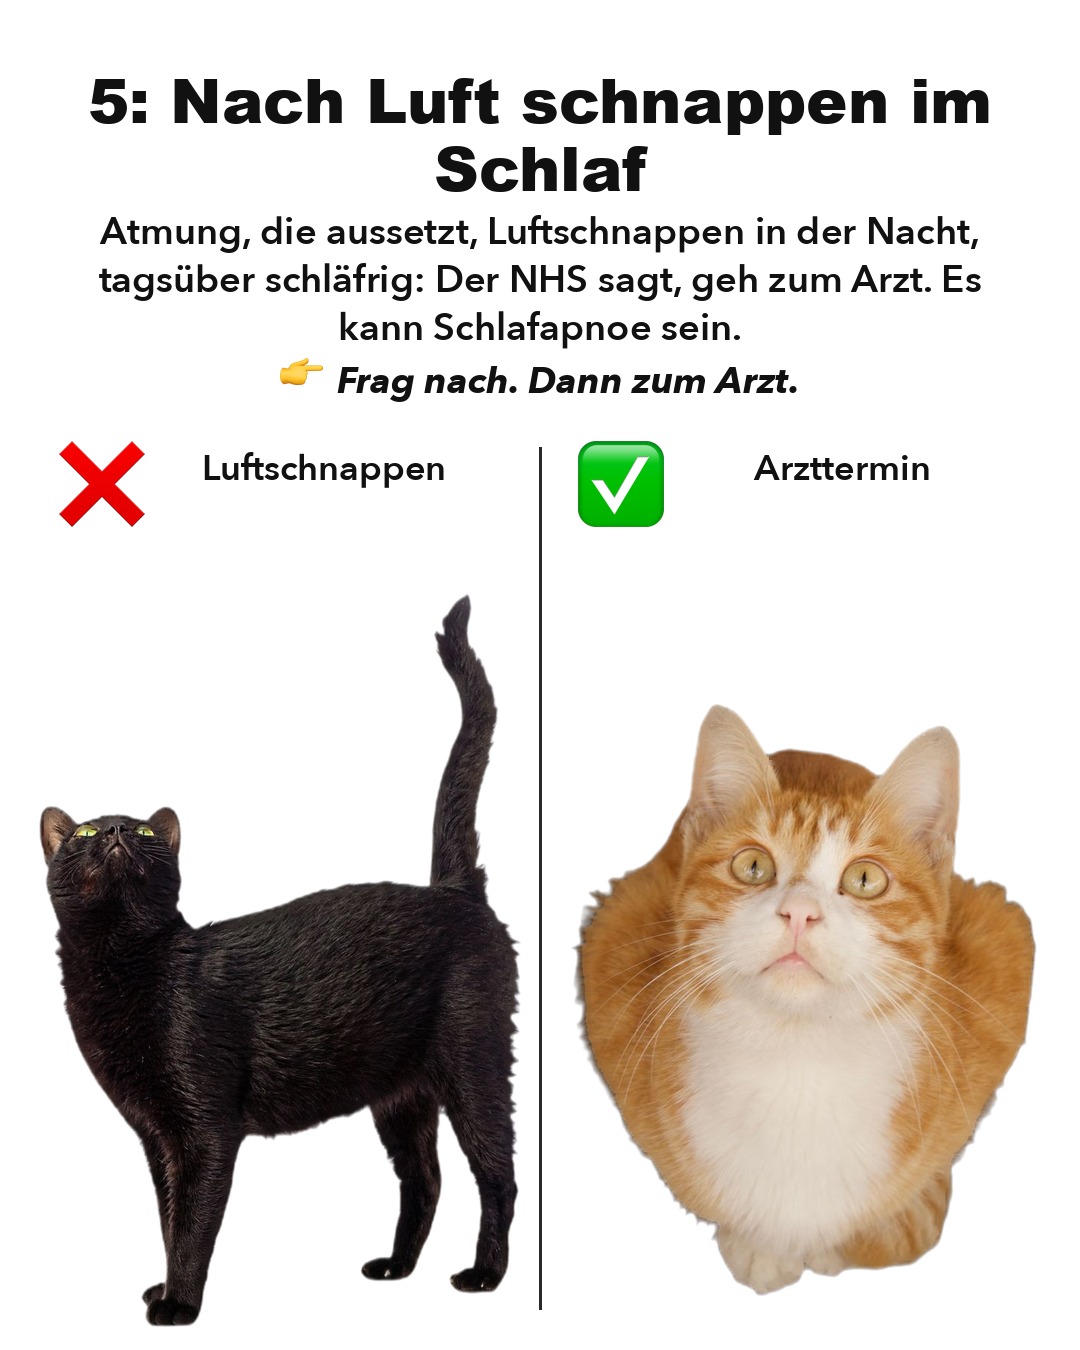 5: Nach Luft schnappen im
Schlaf
Atmung, die aussetzt, Luftschnappen in der Nacht,
tagsüber schläfrig: Der NHS sagt, geh zum Arzt. Es
kann Schlafapnoe sein.
👉 Frag nach. Dann zum Arzt.
❌ Luftschnappen
✅ Arzttermin